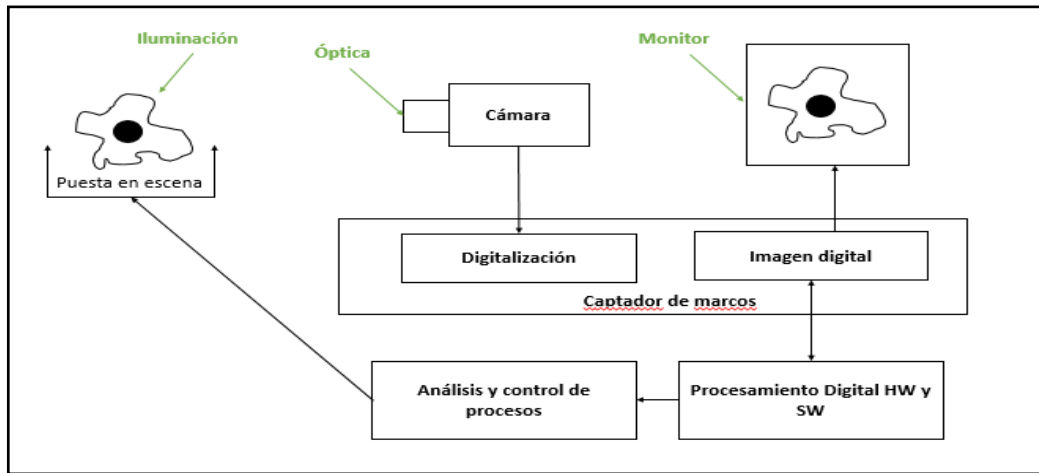 Iluminación
Óptica
Monitor
Cámara
Puesta en escena
Digitalización
Imagen digital
Captador de marcos
Análisis y control de
procesos
Procesamiento Digital HW y
SW